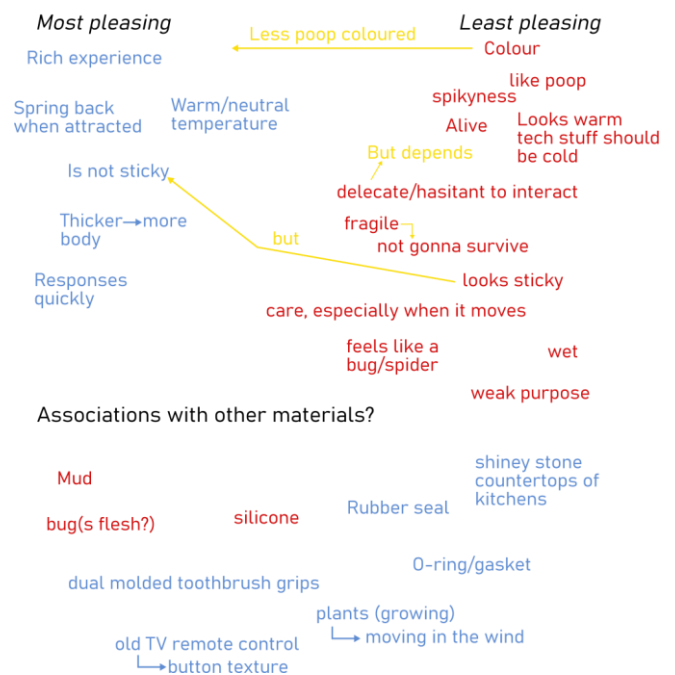 Most pleasing
Least pleasing
Less poop coloured
Colour
Rich experience
like poop
spikyness
Spring back
when attracted
Warm/neutral
temperature
Alive
Looks warm
tech stuff should
be cold
But depends
Is not sticky
delecate/hasitant to interact
Thicker→more
body
fragile
but
not gonna survive
Responses
quickly
looks sticky
care, especially when it moves
feels like a
bug/spider
wet
weak purpose
Associations with other materials?
Mud
shiney stone
countertops of
kitchens
Rubber seal
bug(s flesh?)
silicone
O-ring/gasket
dual molded toothbrush grips
plants (growing)
moving in the wind
old TV remote control
button texture